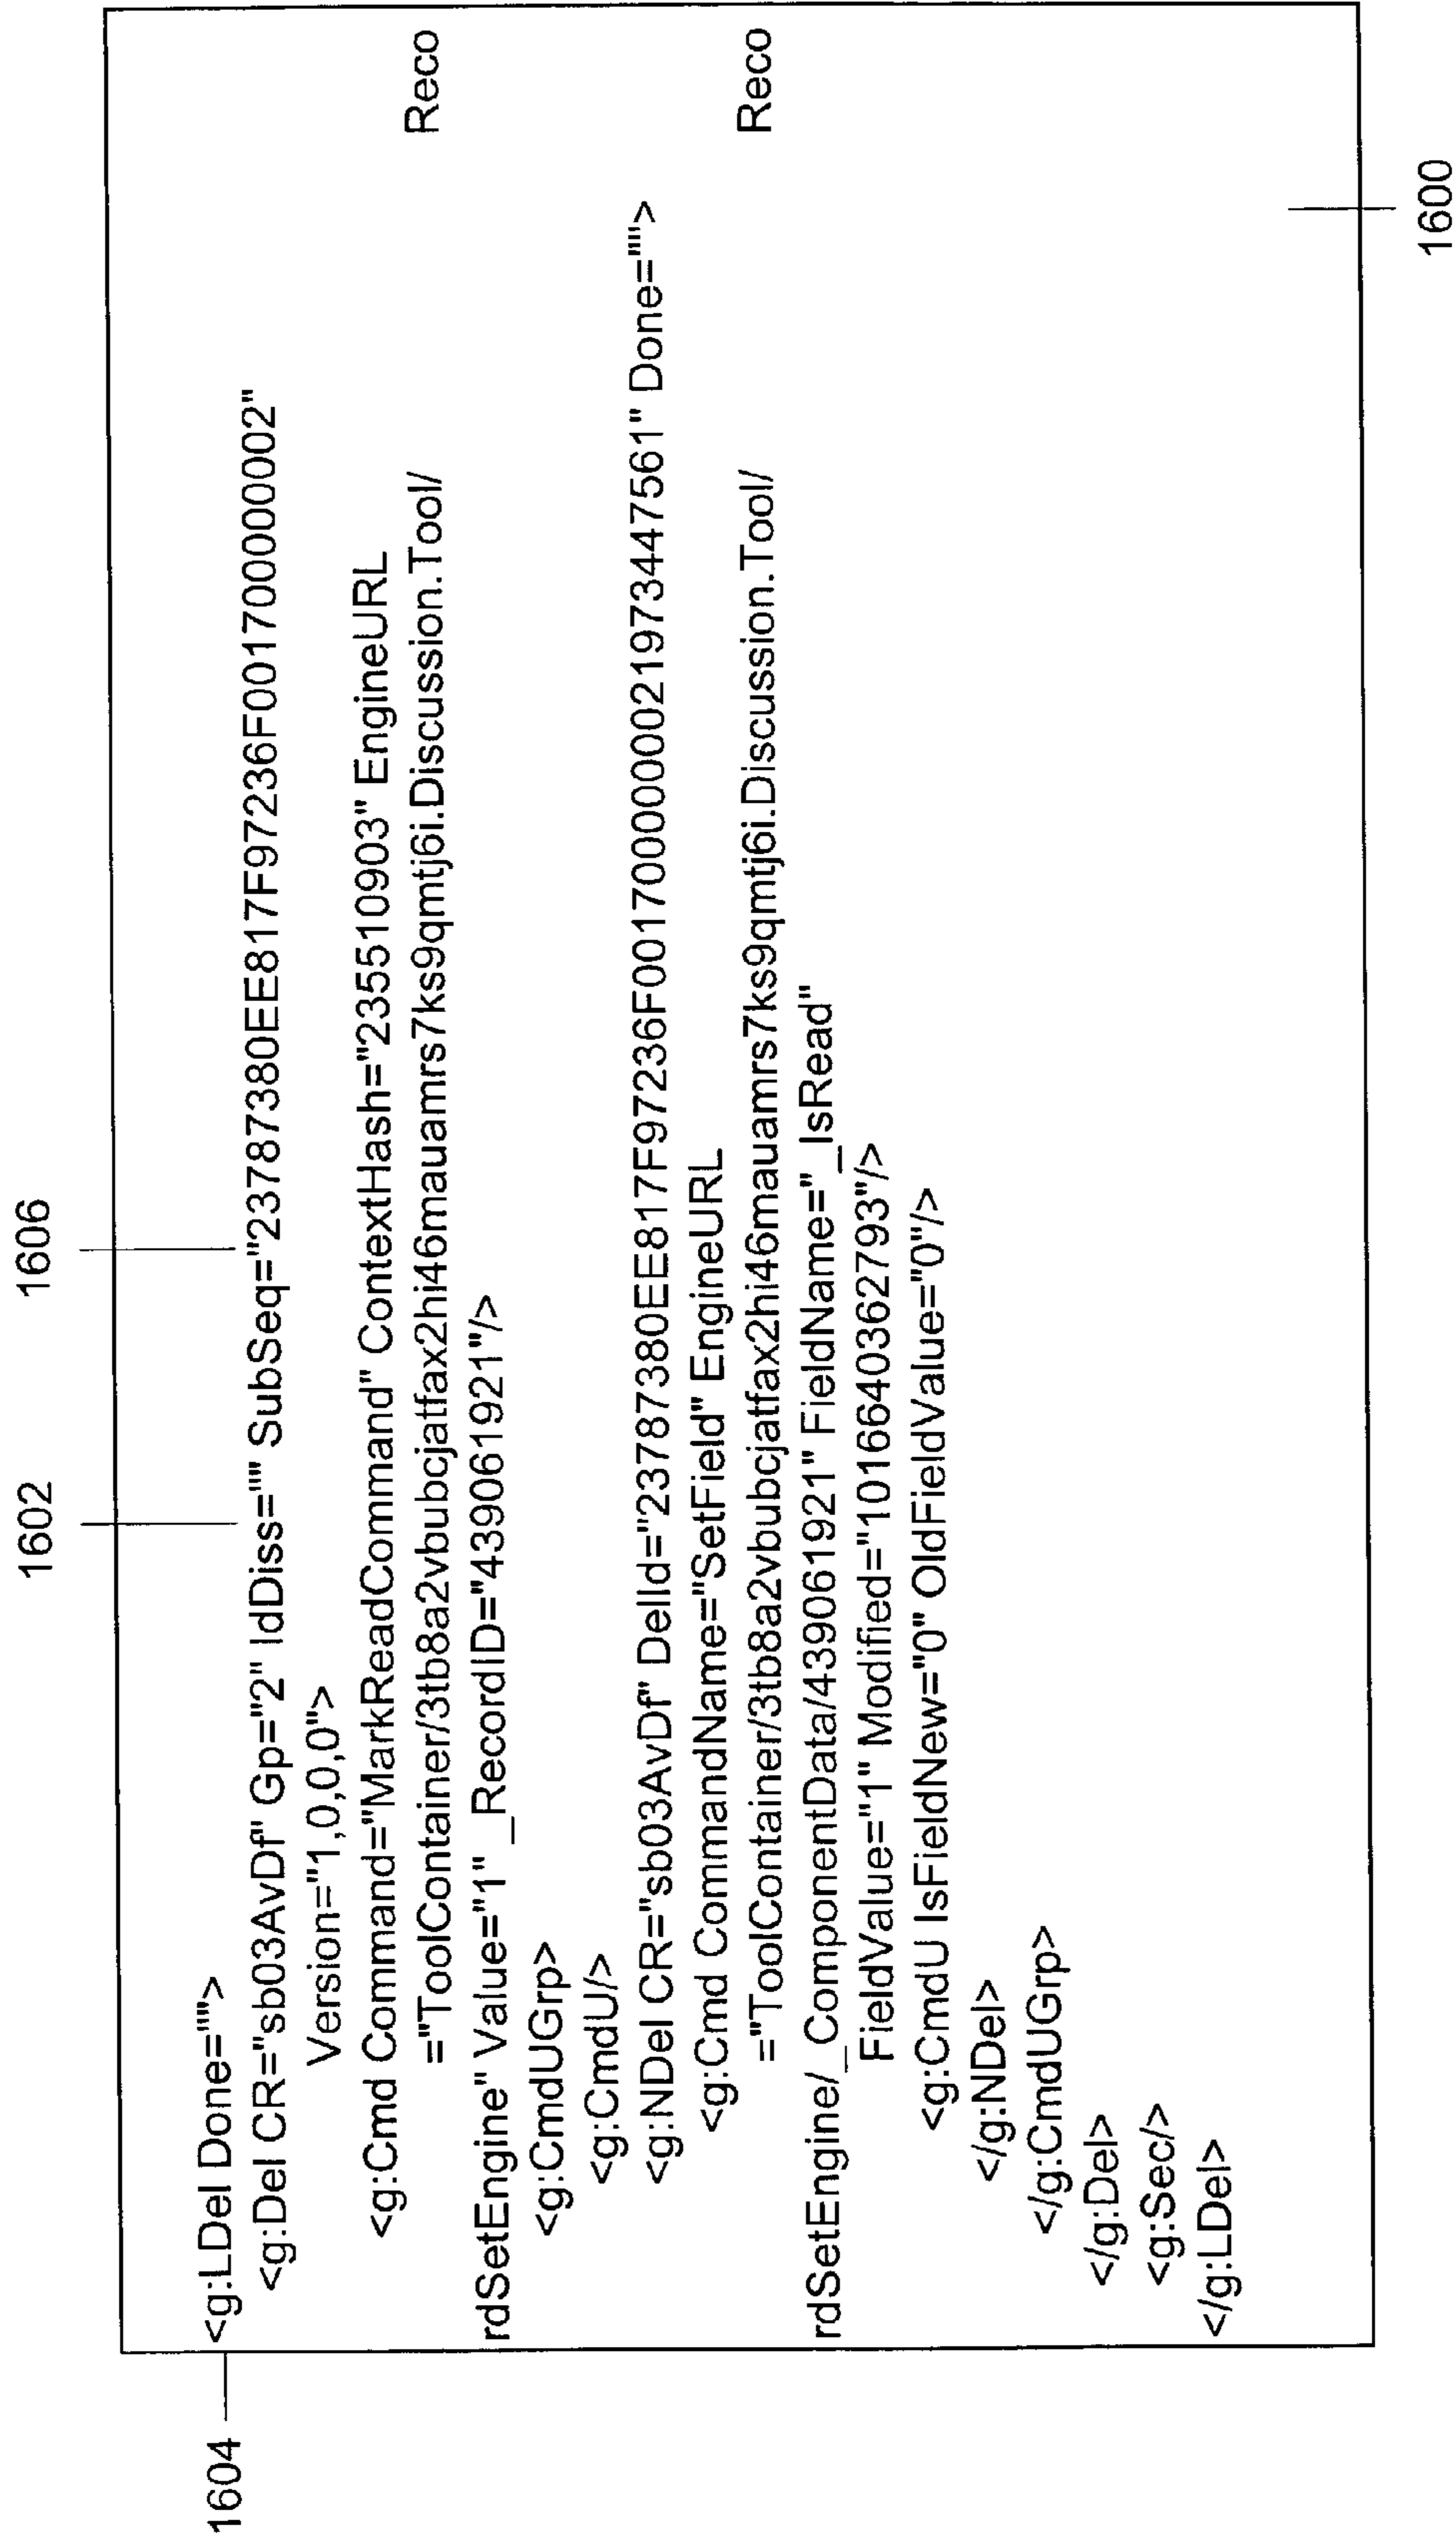 1602
1606
1604
<g:LDel Done="">
<g:Del CR="sb03AvDf" Gp="2" IdDiss="" SubSeq="23787380EE817F97236F001700000002"
Version="1,0,0,0">
<g:Cmd Command="MarkReadCommand" ContextHash="235510903" EngineURL
="ToolContainer/3tb8a2vbubcjatfax2hi46mauamrs7ks9qmtj6i.Discussion.Tool/ Reco
rdSetEngine" Value="1" _RecordID="439061921"/>
<g:CmdUGrp>
<g:CmdU/>
<g:NDel CR="sb03AvDf" DelId="23787380EE817F97236F0017000000021973447561" Done="">
<g:Cmd CommandName="SetField" EngineURL
="ToolContainer/3tb8a2vbubcjatfax2hi46mauamrs7ks9qmtj6i.Discussion.Tool/ Reco
rdSetEngine/_ComponentData/439061921" FieldName="_IsRead"
FieldValue="1" Modified="1016640362793"/>
<g:CmdU IsFieldNew="0" OldFieldValue="0"/>
</g:NDel>
</g:CmdUGrp>
</g:Del>
<g:Sec/>
</g:LDel>
1600